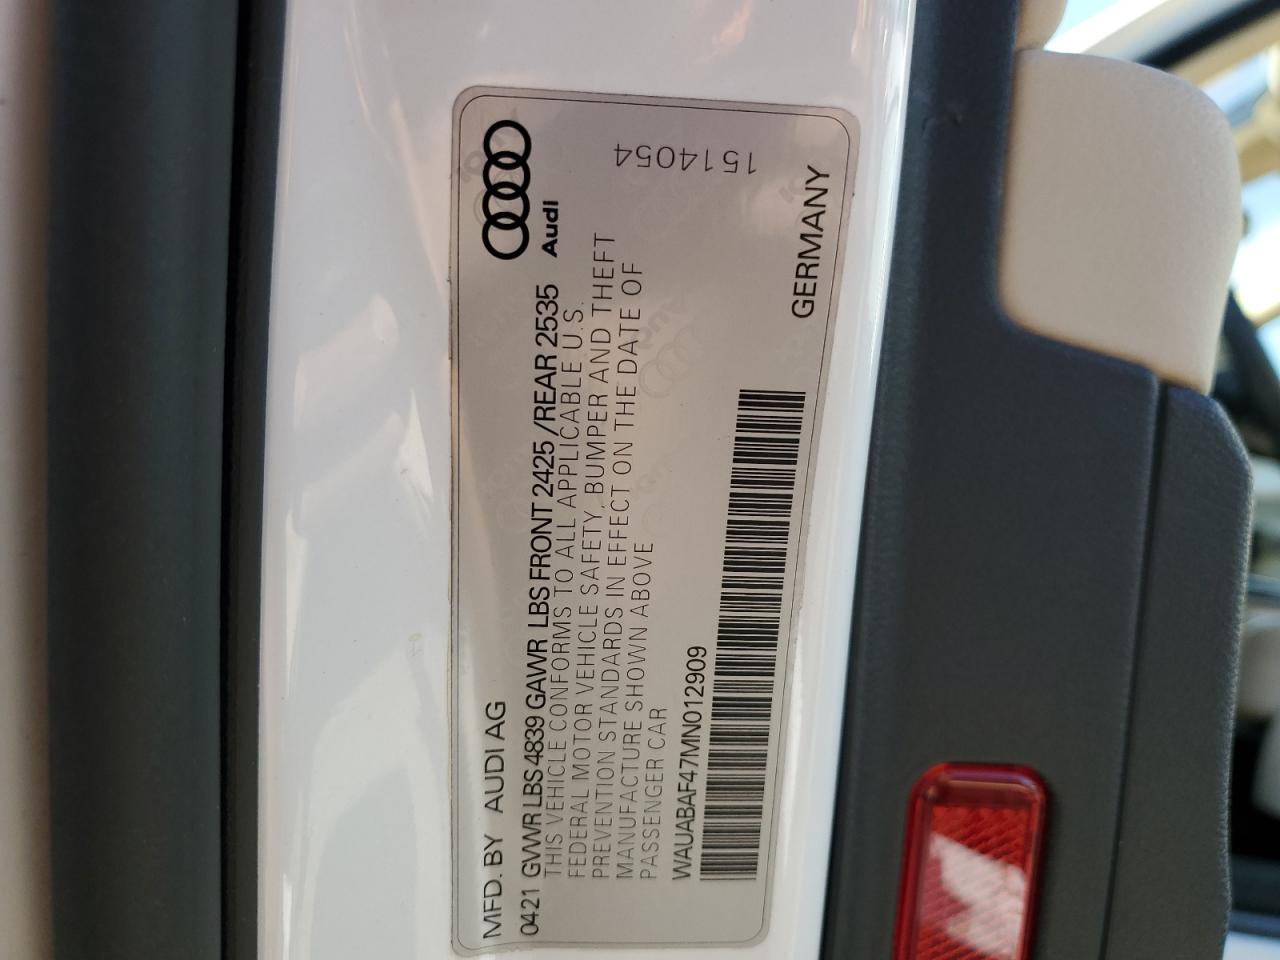 MFD. BY AUDI AG
Audi
0421 GVWR LBS 4839 GAWR LBS FRONT 2425 / REAR 2535
THIS VEHICLE CONFORMS TO ALL APPLICABLE U.S.
FEDERAL MOTOR VEHICLE SAFETY, BUMPER AND THEFT
PREVENTION STANDARDS IN EFFECT ON THE DATE OF
MANUFACTURE SHOWN ABOVE
PASSENGER CAR
1514054
WAUABAF47MN012909
GERMANY